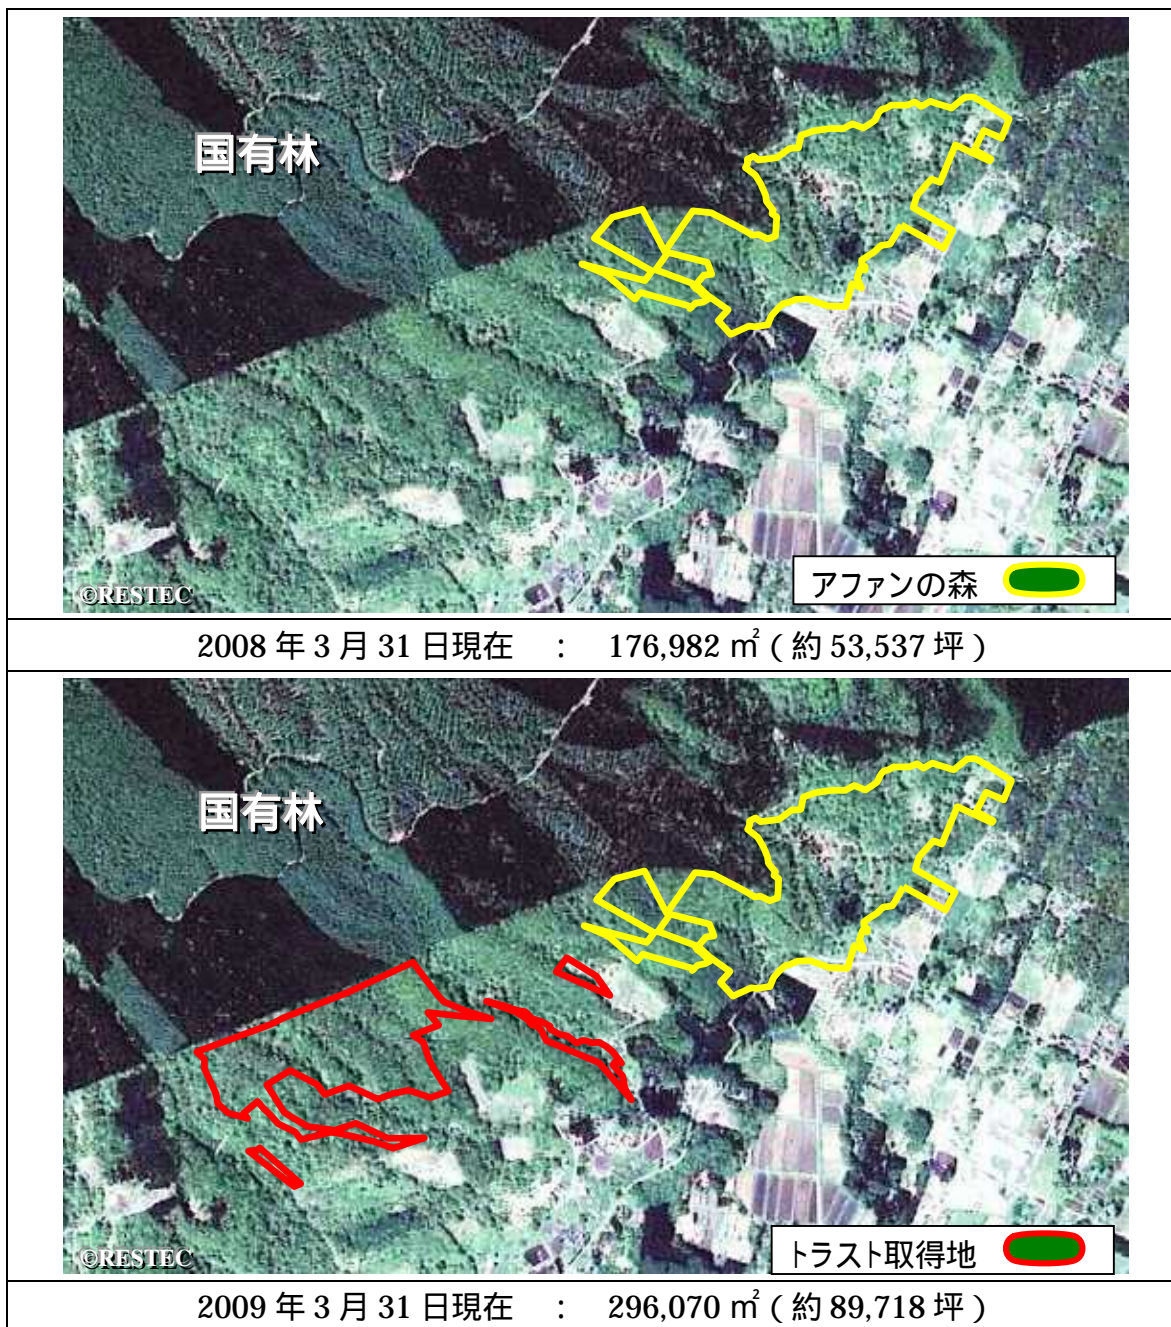 国有林
©RESTEC
アファンの森
2008 年 3 月 31 日現在 : 176,982 ㎡ ( 約 53,537 坪 )
国有林
©RESTEC
トラスト取得地
2009 年 3 月 31 日現在 : 296,070 ㎡ ( 約 89,718 坪 )